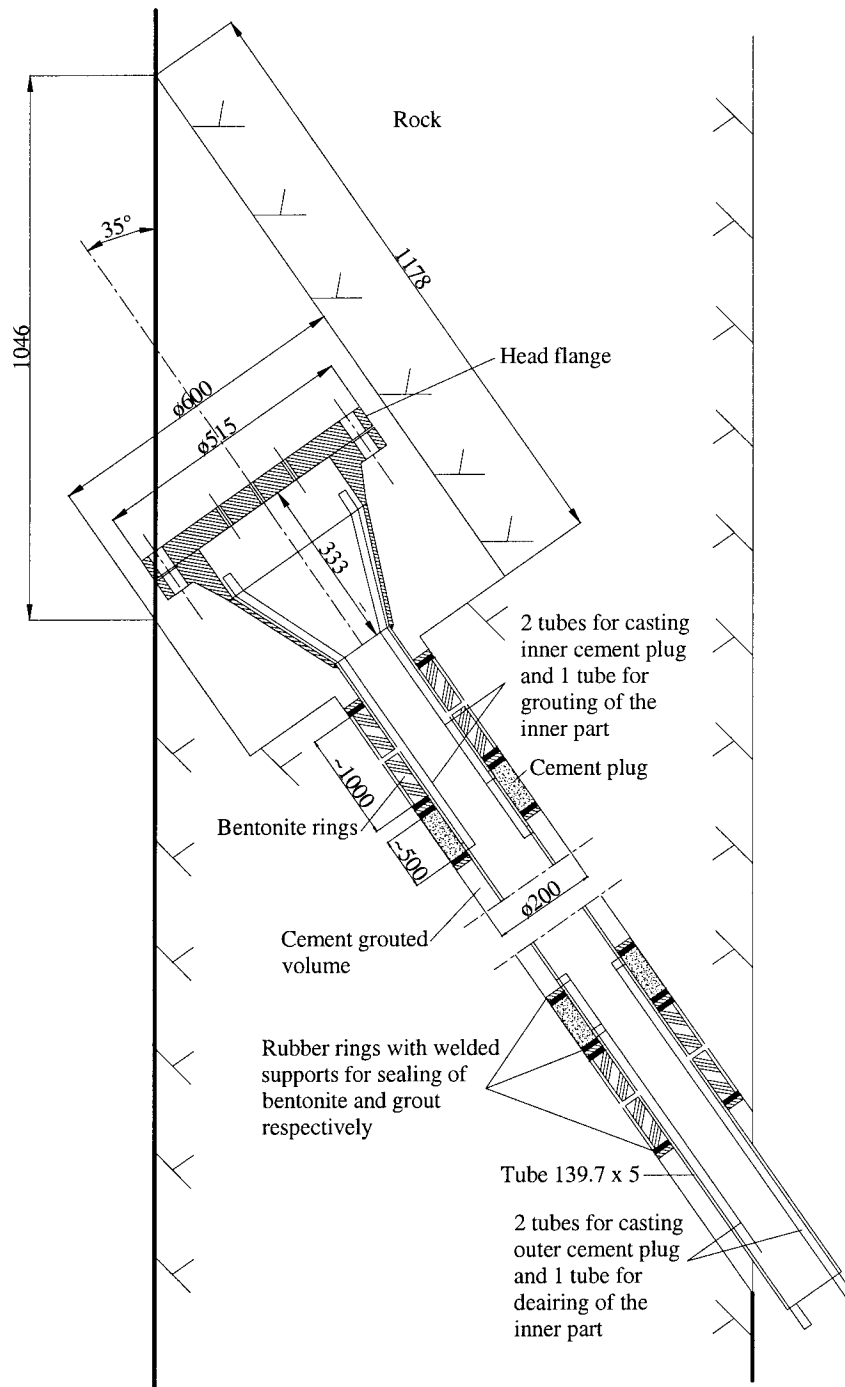 Rock
35°
1178
1046
Head flange
ø600
ø515
333
2 tubes for casting
inner cement plug
and 1 tube for
grouting of the
inner part
Cement plug
~1000
Bentonite rings
~500
ø200
Cement grouted
volume
Rubber rings with welded
supports for sealing of
bentonite and grout
respectively
Tube 139.7 x 5
2 tubes for casting
outer cement plug
and 1 tube for
deairing of the
inner part